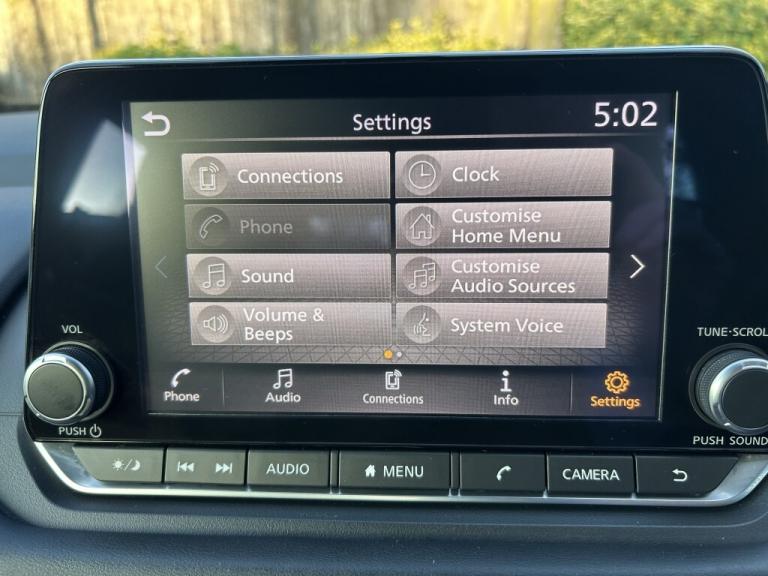 Settings
5:02
Connections
Clock
Phone
Customise
Home Menu
Sound
Customise
Audio Sources
Volume &
Beeps
System Voice
Phone
Audio
Connections
Info
Settings
VOL
PUSH
TUNE·SCROL
PUSH SOUND
AUDIO
MENU
CAMERA